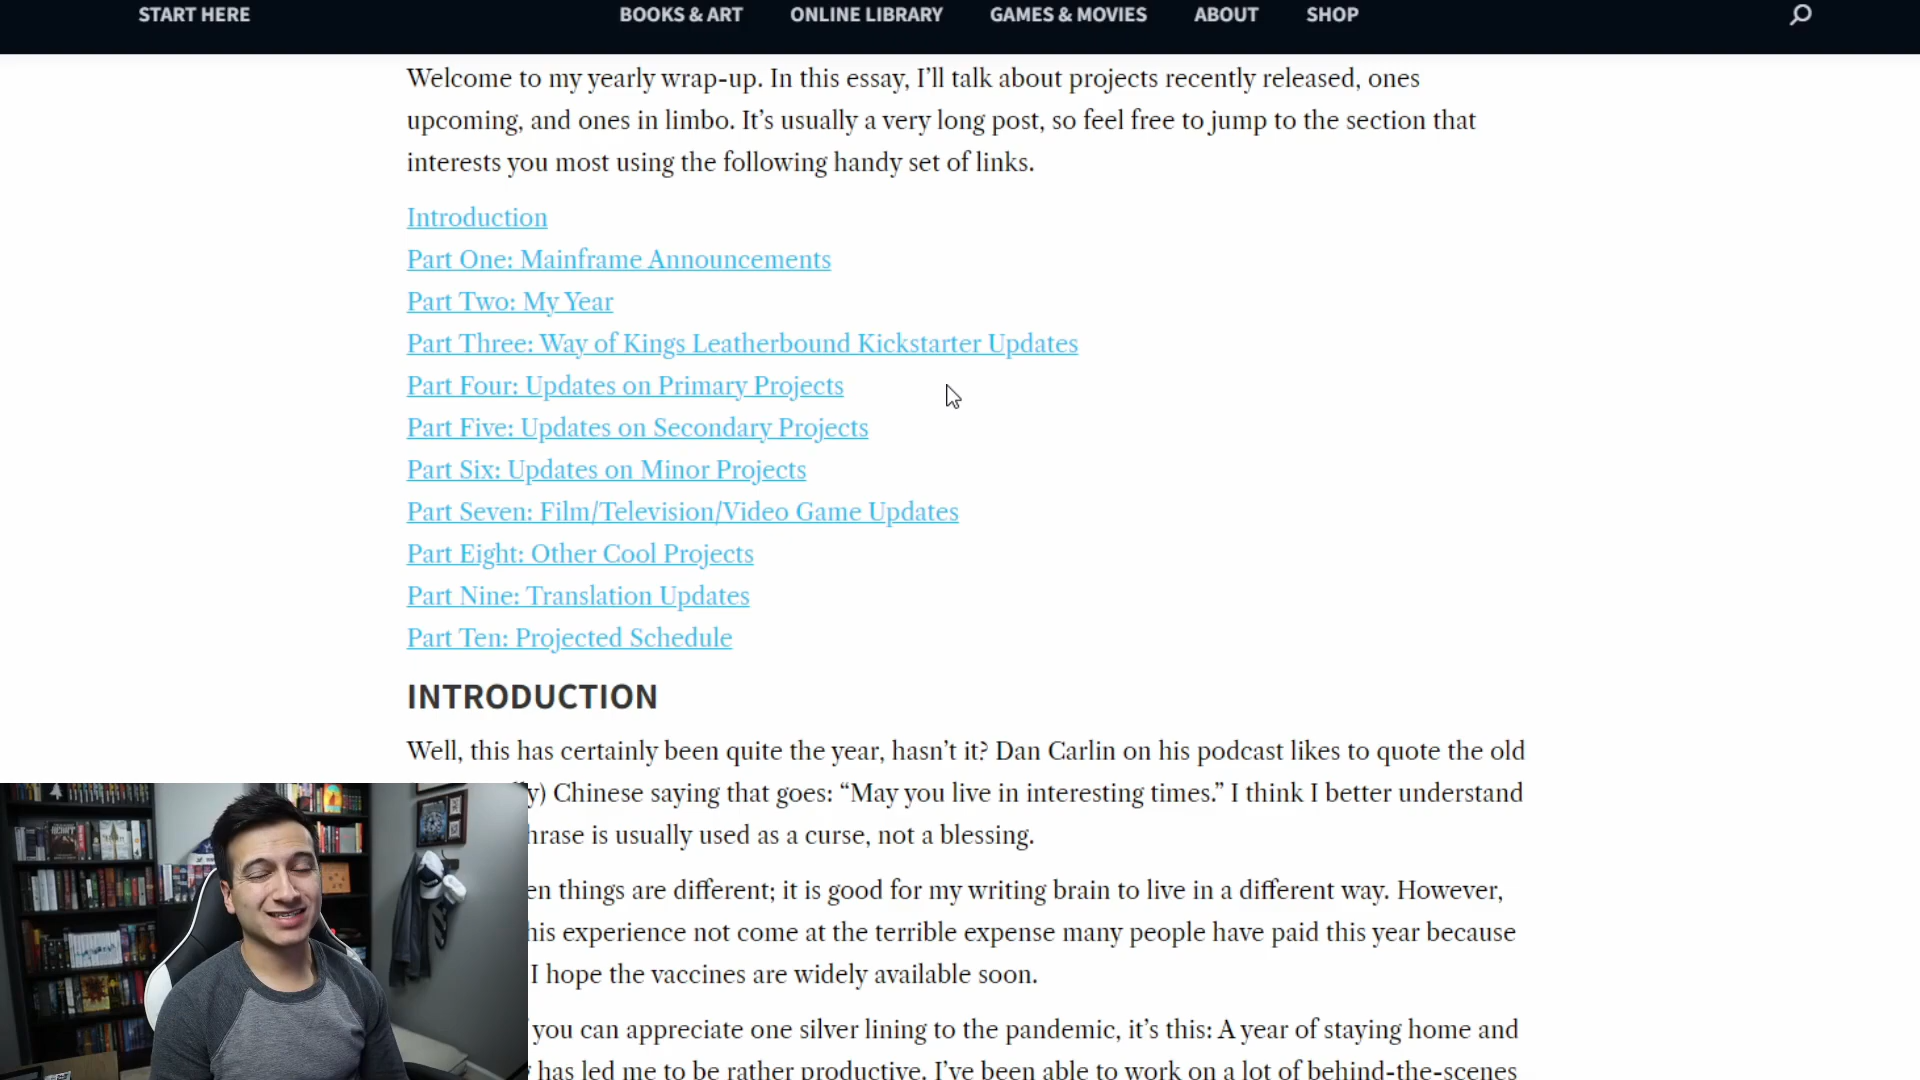 START HERE BOOKS & ART ONLINE LIBRARY GAMES & MOVIES ABOUT SHOP
Welcome to my yearly wrap-up. In this essay, I’ll talk about projects recently released, ones
upcoming, and ones in limbo. It’s usually a very long post, so feel free to jump to the section that
interests you most using the following handy set of links.
Introduction
Part One: Mainframe Announcements
Part Two: My Year
Part Three: Way of Kings Leatherbound Kickstarter Updates
Part Four: Updates on Primary Projects
Part Five: Updates on Secondary Projects
Part Six: Updates on Minor Projects
Part Seven: Film/Television/Video Game Updates
Part Eight: Other Cool Projects
Part Nine: Translation Updates
Part Ten: Projected Schedule
INTRODUCTION
Well, this has certainly been quite the year, hasn’t it? Dan Carlin on his podcast likes to quote the old
Chinese saying that goes: “May you live in interesting times.” I think I better understand
is usually used as a curse, not a blessing.
things are different; it is good for my writing brain to live in a different way. However,
experience not come at the terrible expense many people have paid this year because
I hope the vaccines are widely available soon.
you can appreciate one silver lining to the pandemic, it’s this: A year of staying home and
has led me to be rather productive. I’ve been able to work on a lot of behind-the-scenes